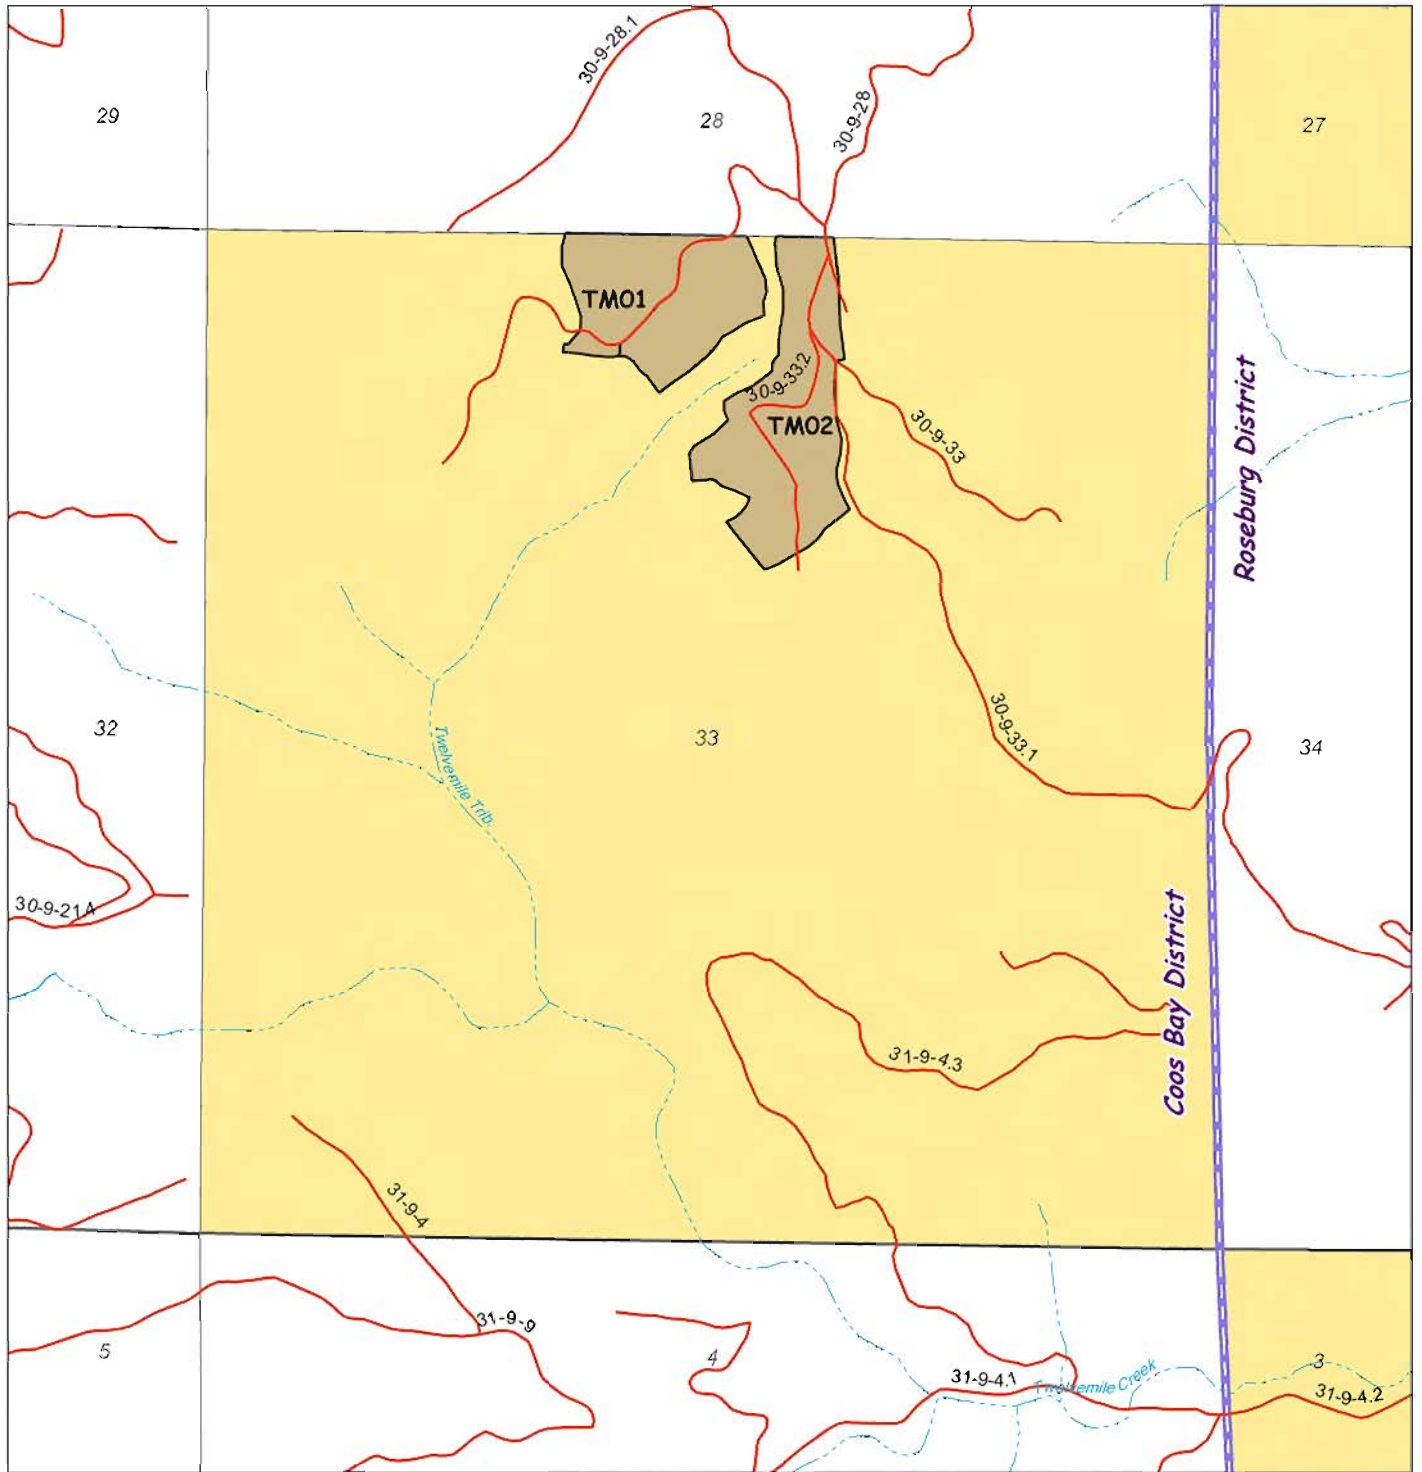 30-9-28.1
29
28
30-9-28
27
TM01
30-9-33.2
TM02
30-9-33
Roseburg District
32
Twelvemile Trib.
33
30-9-33.1
34
30-9-21A
Coos Bay District
31-9-4.3
31-9-4
31-9-9
5
4
31-9-4.1
Twelvemile Creek
3
31-9-4.2